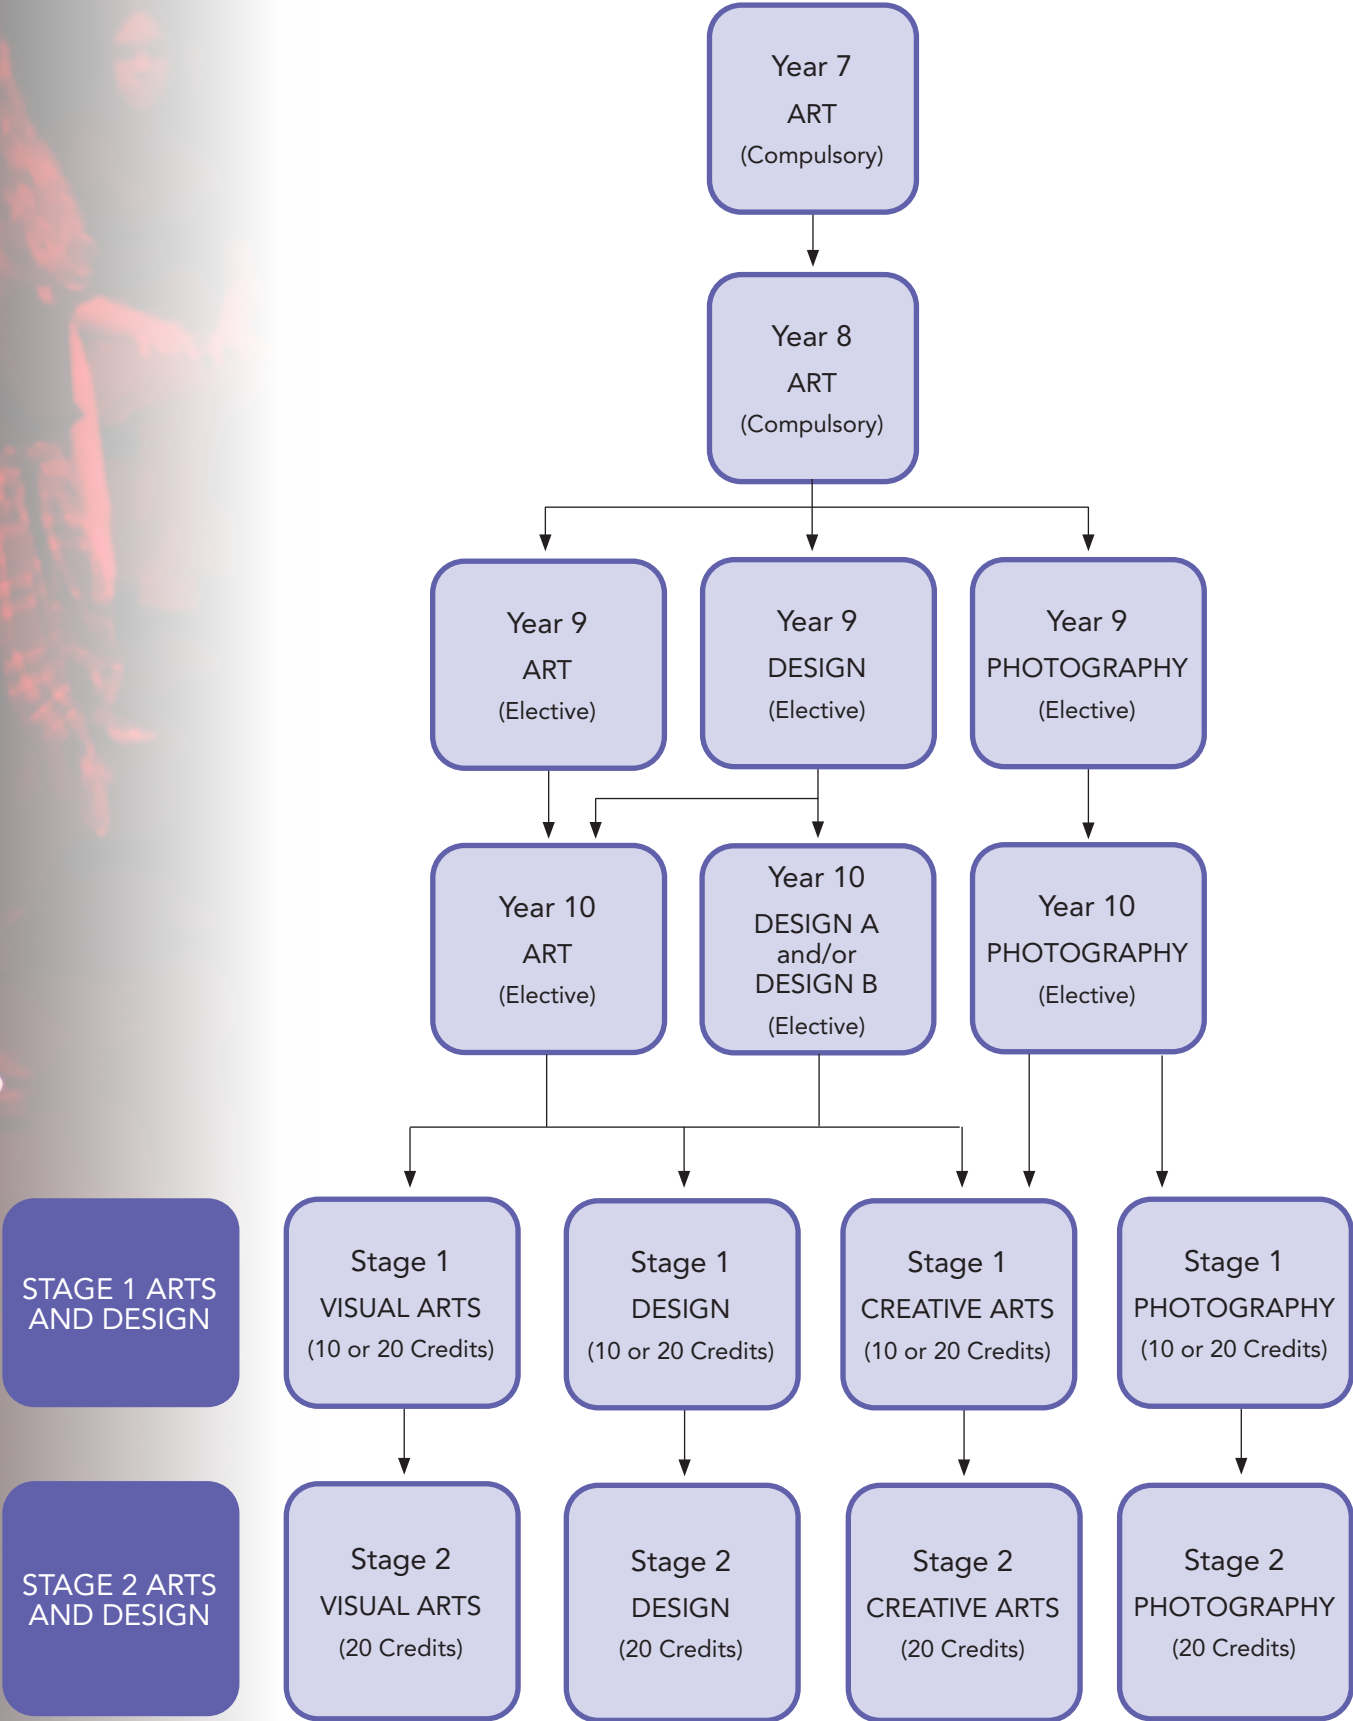 Year 7
ART
(Compulsory)
Year 8
ART
(Compulsory)
Year 9
ART
(Elective)
Year 9
DESIGN
(Elective)
Year 9
PHOTOGRAPHY
(Elective)
Year 10
ART
(Elective)
Year 10
DESIGN A
and/or
DESIGN B
(Elective)
Year 10
PHOTOGRAPHY
(Elective)
STAGE 1 ARTS
AND DESIGN
Stage 1
VISUAL ARTS
(10 or 20 Credits)
Stage 1
DESIGN
(10 or 20 Credits)
Stage 1
CREATIVE ARTS
(10 or 20 Credits)
Stage 1
PHOTOGRAPHY
(10 or 20 Credits)
STAGE 2 ARTS
AND DESIGN
Stage 2
VISUAL ARTS
(20 Credits)
Stage 2
DESIGN
(20 Credits)
Stage 2
CREATIVE ARTS
(20 Credits)
Stage 2
PHOTOGRAPHY
(20 Credits)